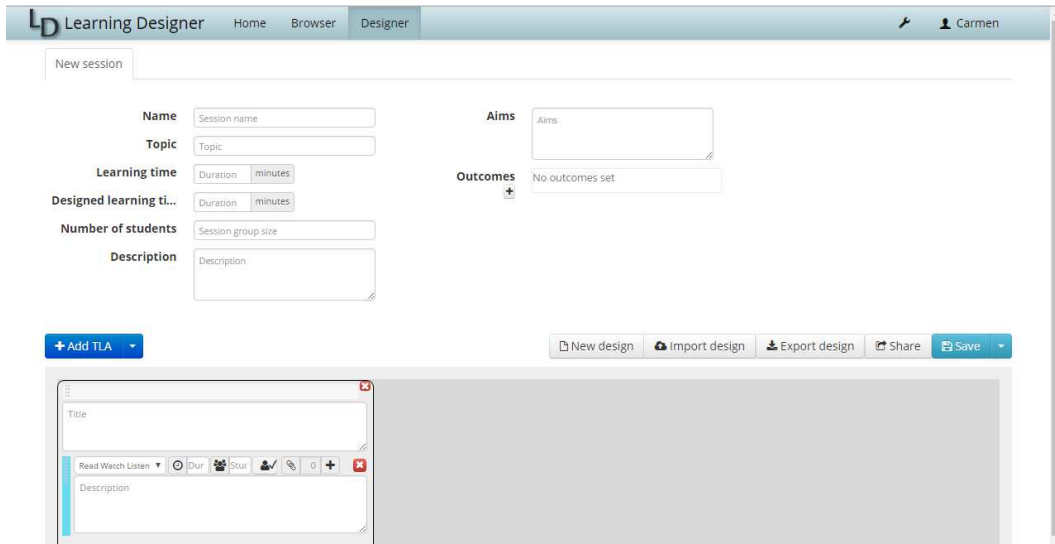 LD Learning Designer Home Browser Designer Carmen
New session
Name Session name
Topic Topic
Learning time Duration minutes
Designed learning ti... Duration minutes
Number of students Session group size
Description Description
Aims Aims
Outcomes No outcomes set
+
+ Add TLA
New design Import design Export design Share Save
Title
Read Watch Listen Dur Stuc 0 +
Description